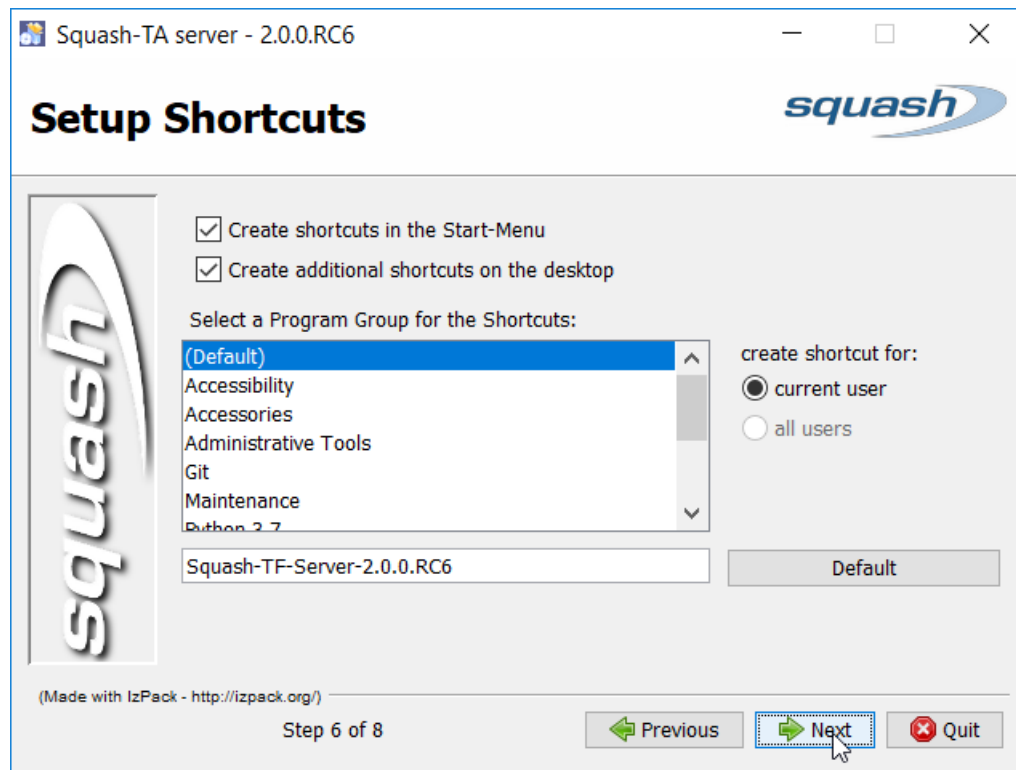 Squash-TA server - 2.0.0.RC6
Setup Shortcuts
squash
squash
Create shortcuts in the Start-Menu
Create additional shortcuts on the desktop
Select a Program Group for the Shortcuts:
(Default)
Accessibility
Accessories
Administrative Tools
Git
Maintenance
Python 3.7
create shortcut for:
current user
all users
Squash-TF-Server-2.0.0.RC6
Default
(Made with IzPack - http://izpack.org/)
Step 6 of 8
Previous
Next
Quit